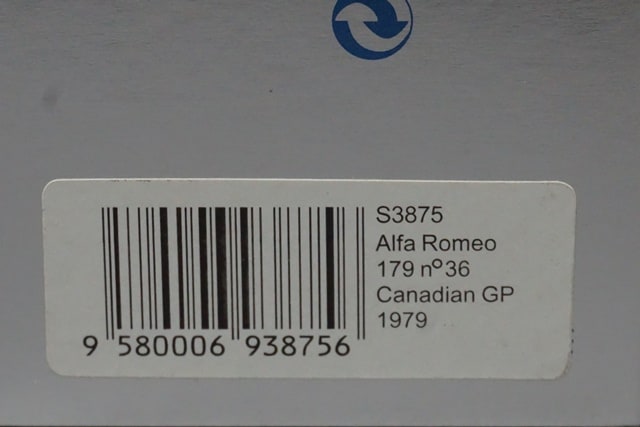 S3875
Alfa Romeo
179 nº36
Canadian GP
1979
9 580006 938756